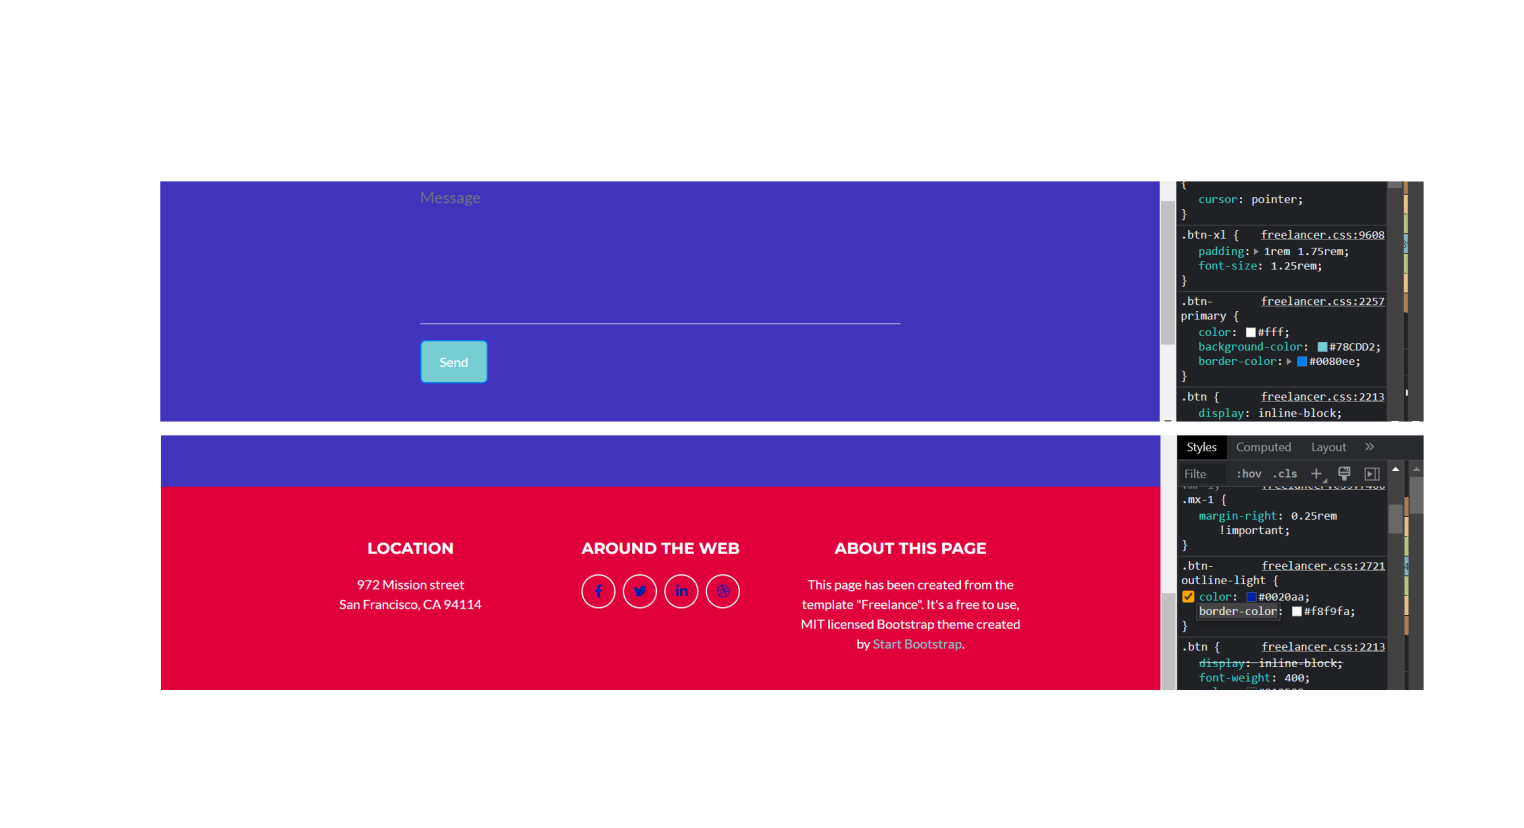 Message
Send
{
cursor: pointer;
}
.btn-xl { freelancer.css:9608
padding: 1rem 1.75rem;
font-size: 1.25rem;
}
.btn- freelancer.css:2257
primary {
color: #fff;
background-color: #78CDD2;
border-color: #0080ee;
}
.btn { freelancer.css:2213
display: inline-block;
LOCATION
972 Mission street
San Francisco, CA 94114
AROUND THE WEB
ABOUT THIS PAGE
This page has been created from the
template "Freelance". It's a free to use,
MIT licensed Bootstrap theme created
by Start Bootstrap.
Styles Computed Layout
Filte :hov .cls
.mx-1 {
margin-right: 0.25rem
!important;
}
.btn- freelancer.css:2721
outline-light {
color: #0020aa;
border-color: #f8f9fa;
}
.btn { freelancer.css:2213
display: inline-block;
font-weight: 400;